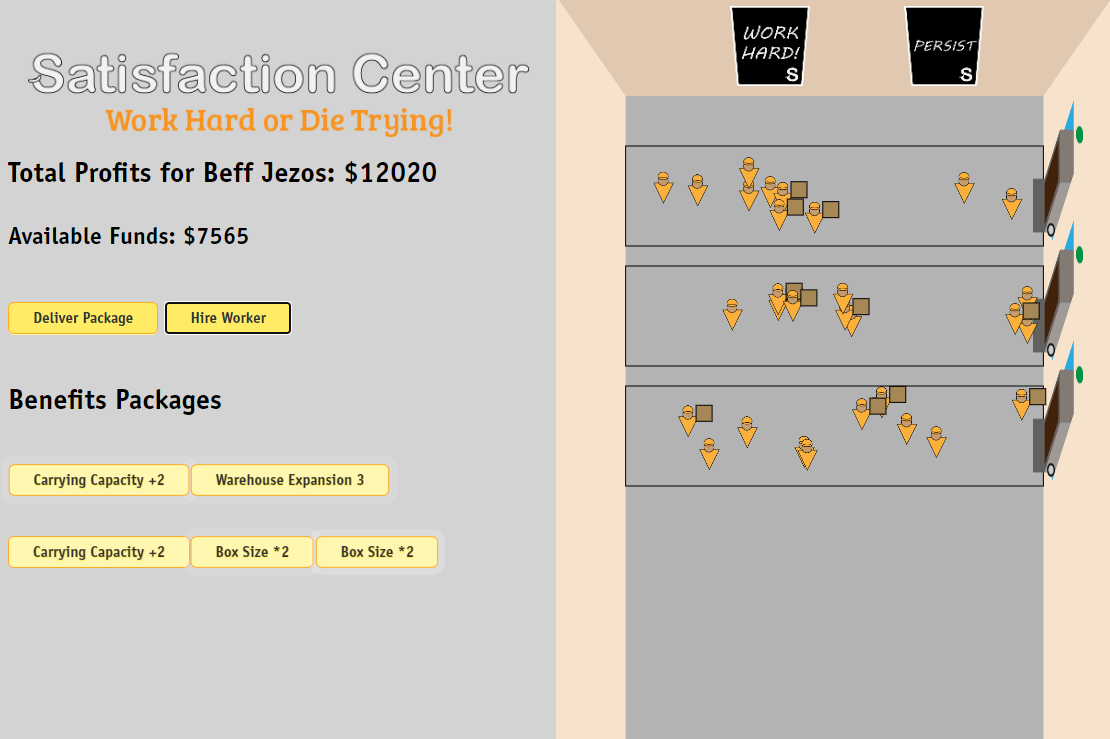 Satisfaction Center
Work Hard or Die Trying!
Total Profits for Beff Jezos: $12020
Available Funds: $7565
Deliver Package
Hire Worker
Benefits Packages
Carrying Capacity +2
Warehouse Expansion 3
Carrying Capacity +2
Box Size *2
Box Size *2
WORK
HARD!
S
PERSIST
S